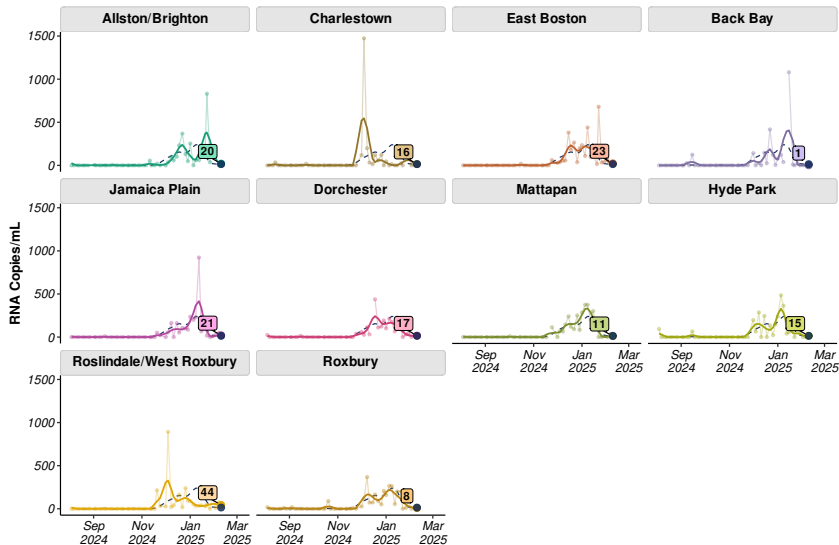 Allston/Brighton
Charlestown
East Boston
Back Bay
1500
1000
500
0
20
16
23
1
Jamaica Plain
Dorchester
Mattapan
Hyde Park
RNA Copies/mL
1500
1000
500
0
21
17
11
15
Sep 2024
Nov 2024
Jan 2025
Mar 2025
Sep 2024
Nov 2024
Jan 2025
Mar 2025
Roslindale/West Roxbury
Roxbury
1500
1000
500
0
44
8
Sep 2024
Nov 2024
Jan 2025
Mar 2025
Sep 2024
Nov 2024
Jan 2025
Mar 2025